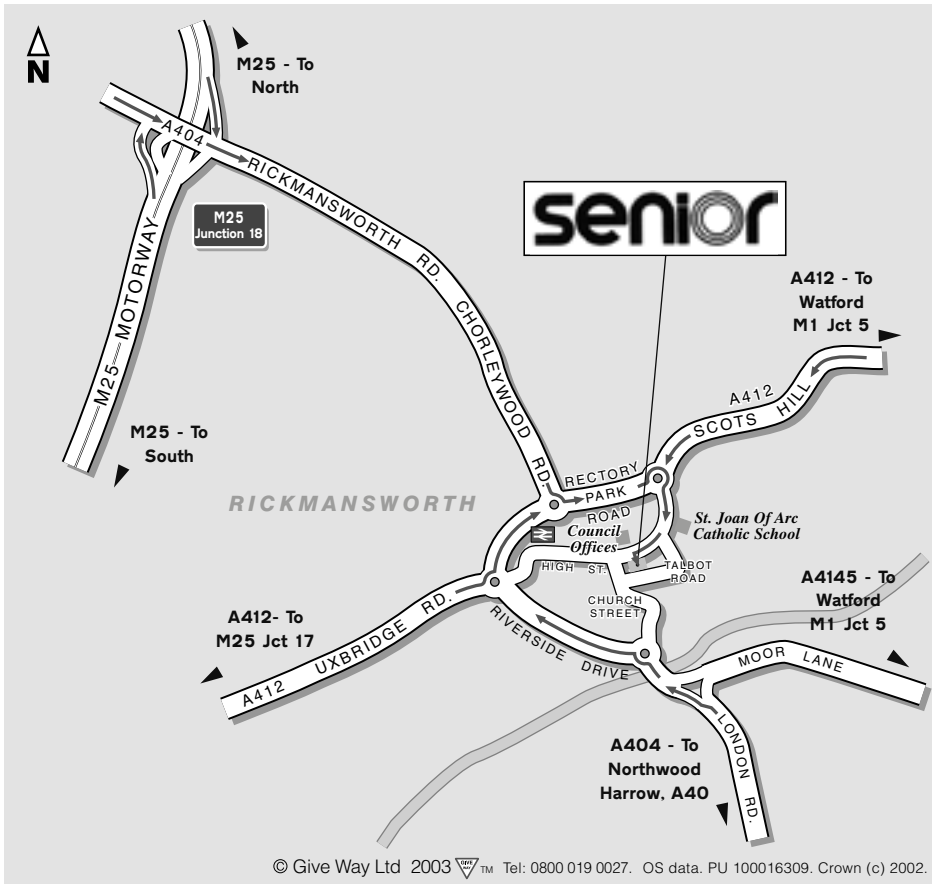 N
M25 - To
North
A404
RICKMANSWORTH RD.
M25
Junction 18
senior
M25 MOTORWAY
CHORLEYWOOD RD.
A412 - To
Watford
M1 Jct 5
A412
SCOTS HILL
M25 - To
South
RECTORY
PARK
ROAD
RICKMANSWORTH
Council
Offices
St. Joan Of Arc
Catholic School
HIGH ST.
TALBOT
ROAD
CHURCH
STREET
A4145 - To
Watford
M1 Jct 5
A412- To
M25 Jct 17
A412 UXBRIDGE RD.
RIVERSIDE DRIVE
MOOR LANE
LONDON RD.
A404 - To
Northwood
Harrow, A40
© Give Way Ltd 2003 GIVE WAY TM Tel: 0800 019 0027. OS data. PU 100016309. Crown (c) 2002.